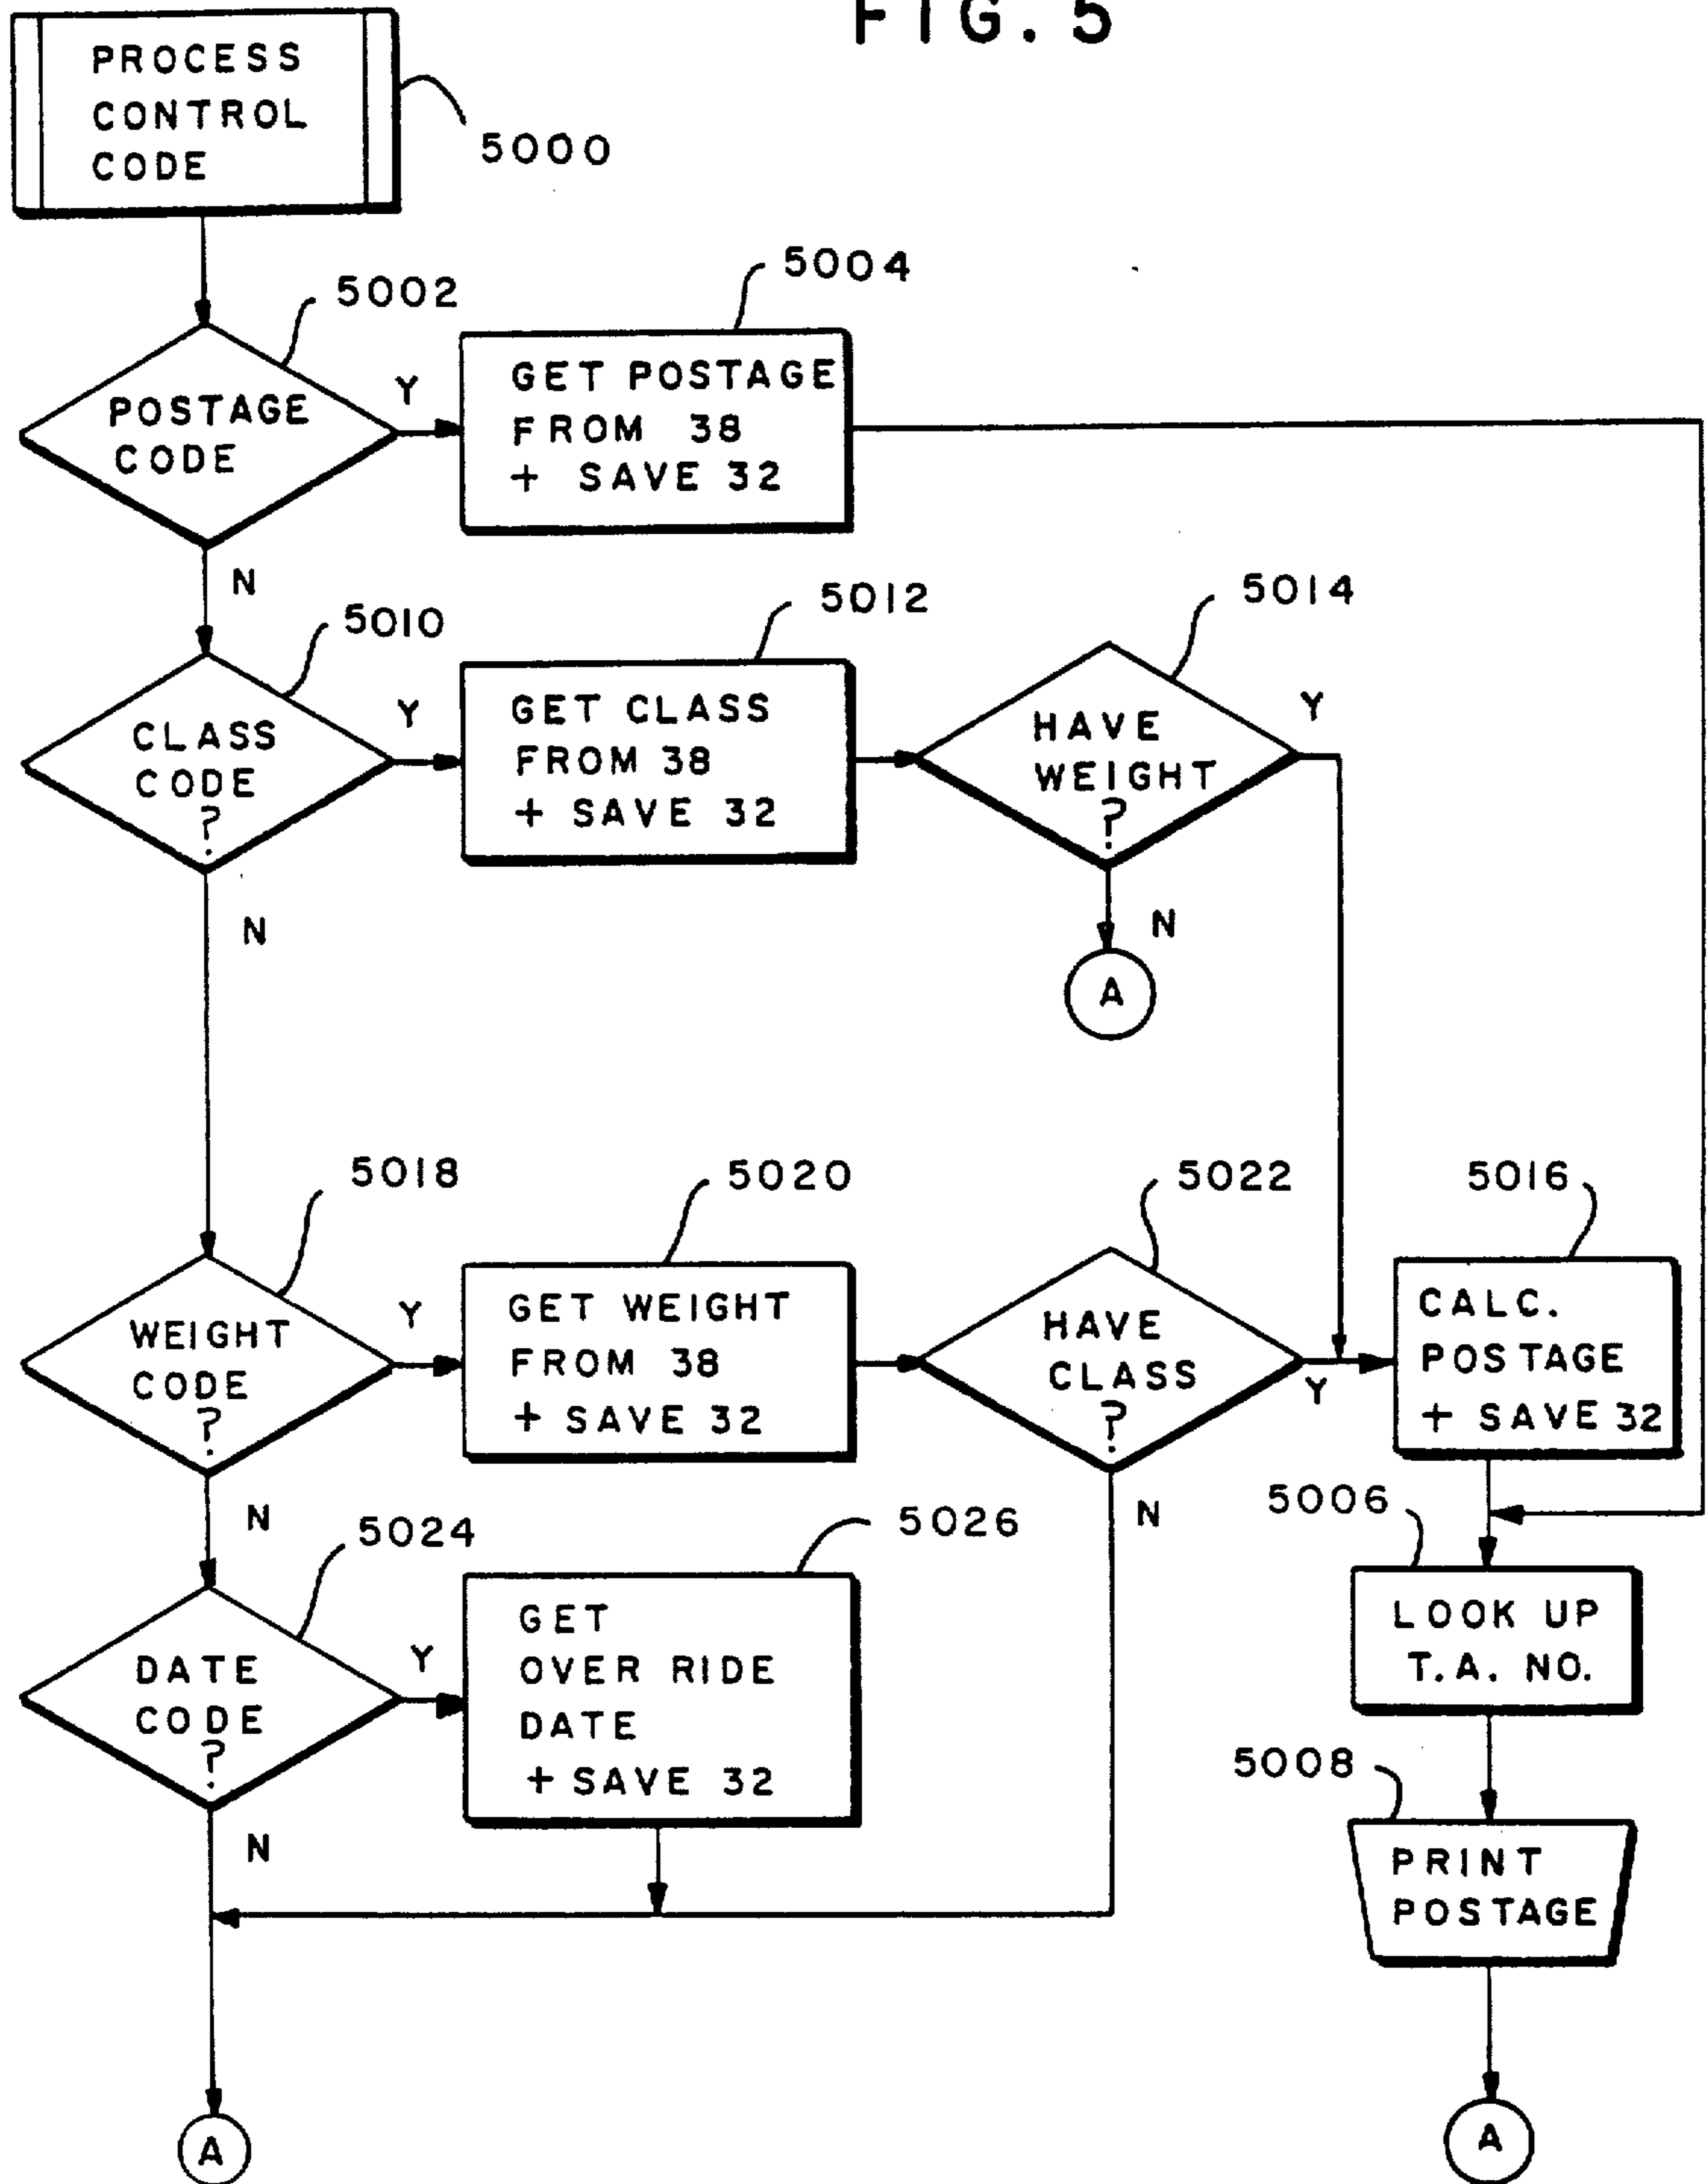 FIG. 5
PROCESS
CONTROL
CODE
5000
5002
POSTAGE
CODE
Y
N
5004
GET POSTAGE
FROM 38
+ SAVE 32
5010
CLASS
CODE
?
Y
N
5012
GET CLASS
FROM 38
+ SAVE 32
5014
HAVE
WEIGHT
?
Y
N
A
5018
WEIGHT
CODE
?
Y
N
5020
GET WEIGHT
FROM 38
+ SAVE 32
5022
HAVE
CLASS
?
Y
N
5016
CALC.
POSTAGE
+ SAVE 32
5006
LOOK UP
T.A. NO.
5024
DATE
CODE
?
Y
N
5026
GET
OVER RIDE
DATE
+ SAVE 32
5008
PRINT
POSTAGE
A
A